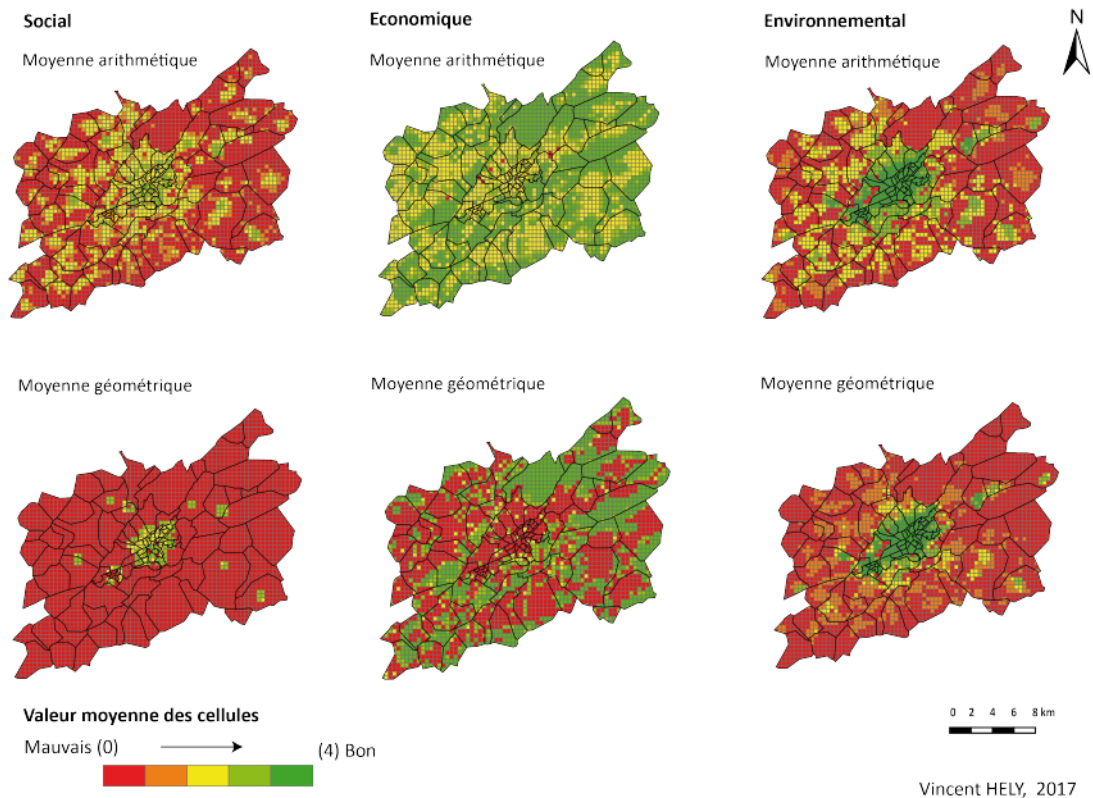 Social
Economique
Environnemental
N
Moyenne arithmétique
Moyenne arithmétique
Moyenne arithmétique
Moyenne géométrique
Moyenne géométrique
Moyenne géométrique
Valeur moyenne des cellules
Mauvais (0)
(4) Bon
0 2 4 6 8 km
Vincent HELY, 2017